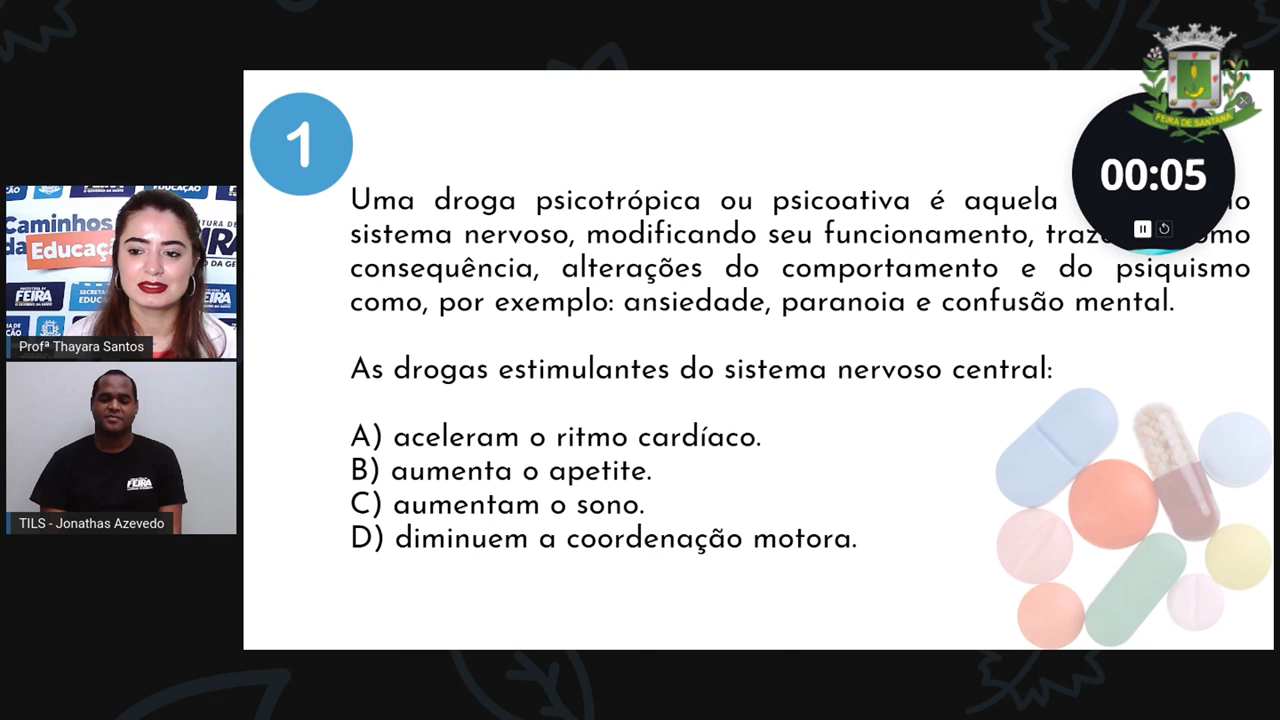 FEIRA DE SANTANA
1
00:05
Uma droga psicotrópica ou psicoativa é aquela
sistema nervoso, modificando seu funcionamento,
consequência, alterações do comportamento e do psiquismo
como, por exemplo: ansiedade, paranoia e confusão mental.
As drogas estimulantes do sistema nervoso central:
A) aceleram o ritmo cardíaco.
B) aumenta o apetite.
C) aumentam o sono.
D) diminuem a coordenação motora.
Caminhos
da Educaç
FEIRA
Profª Thayara Santos
FEIRA
TILS - Jonathas Azevedo